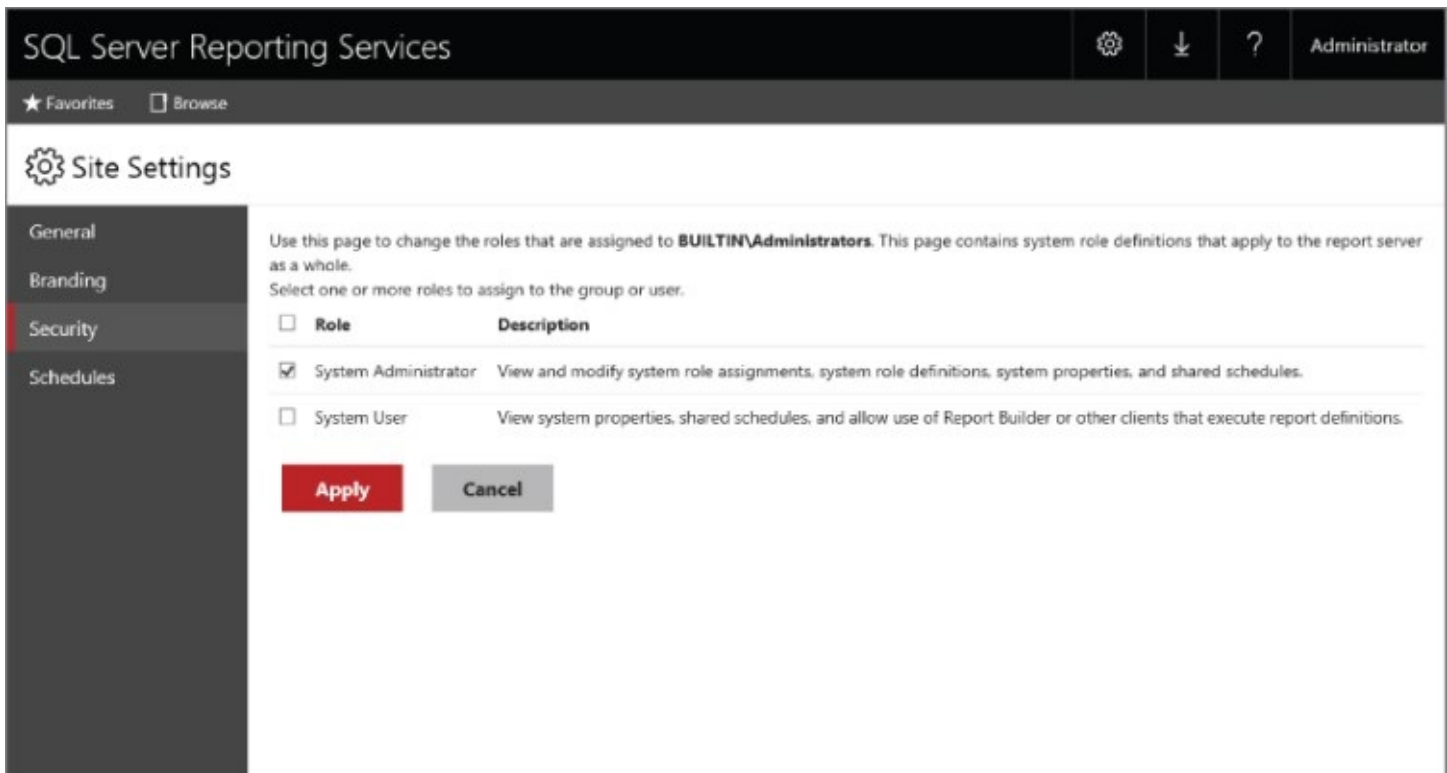 SQL Server Reporting Services
? Administrator
Favorites Browse
Site Settings
General
Branding
Security
Schedules
Use this page to change the roles that are assigned to BUILTIN\Administrators. This page contains system role definitions that apply to the report server
as a whole.
Select one or more roles to assign to the group or user.
Role Description
System Administrator View and modify system role assignments, system role definitions, system properties, and shared schedules.
System User View system properties, shared schedules, and allow use of Report Builder or other clients that execute report definitions.
Apply Cancel